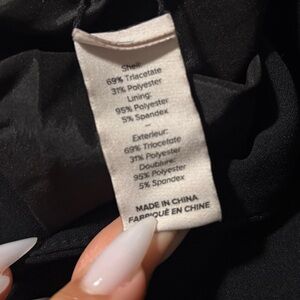 Shell:
69% Triacetate
31% Polyester
Lining:
95% Polyester
5% Spandex
–
Exterieur:
69% Triacetate
31% Polyester
Doublure:
95% Polyester
5% Spandex
MADE IN CHINA
FABRIQUÉ EN CHINE